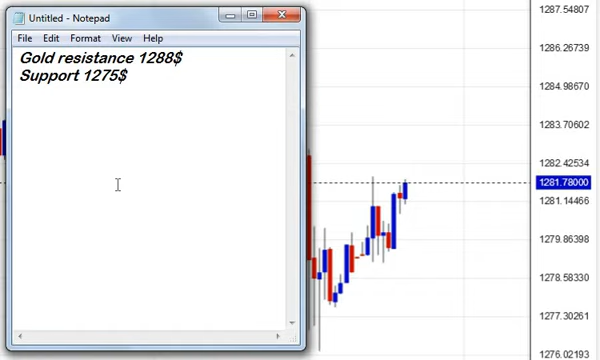 Untitled - Notepad
File Edit Format View Help
Gold resistance 1288$
Support 1275$
1287.54807
1286.26739
1284.98670
1283.70602
1282.42534
1281.78000
1281.14466
1279.86398
1278.58330
1277.30261
1276.02193